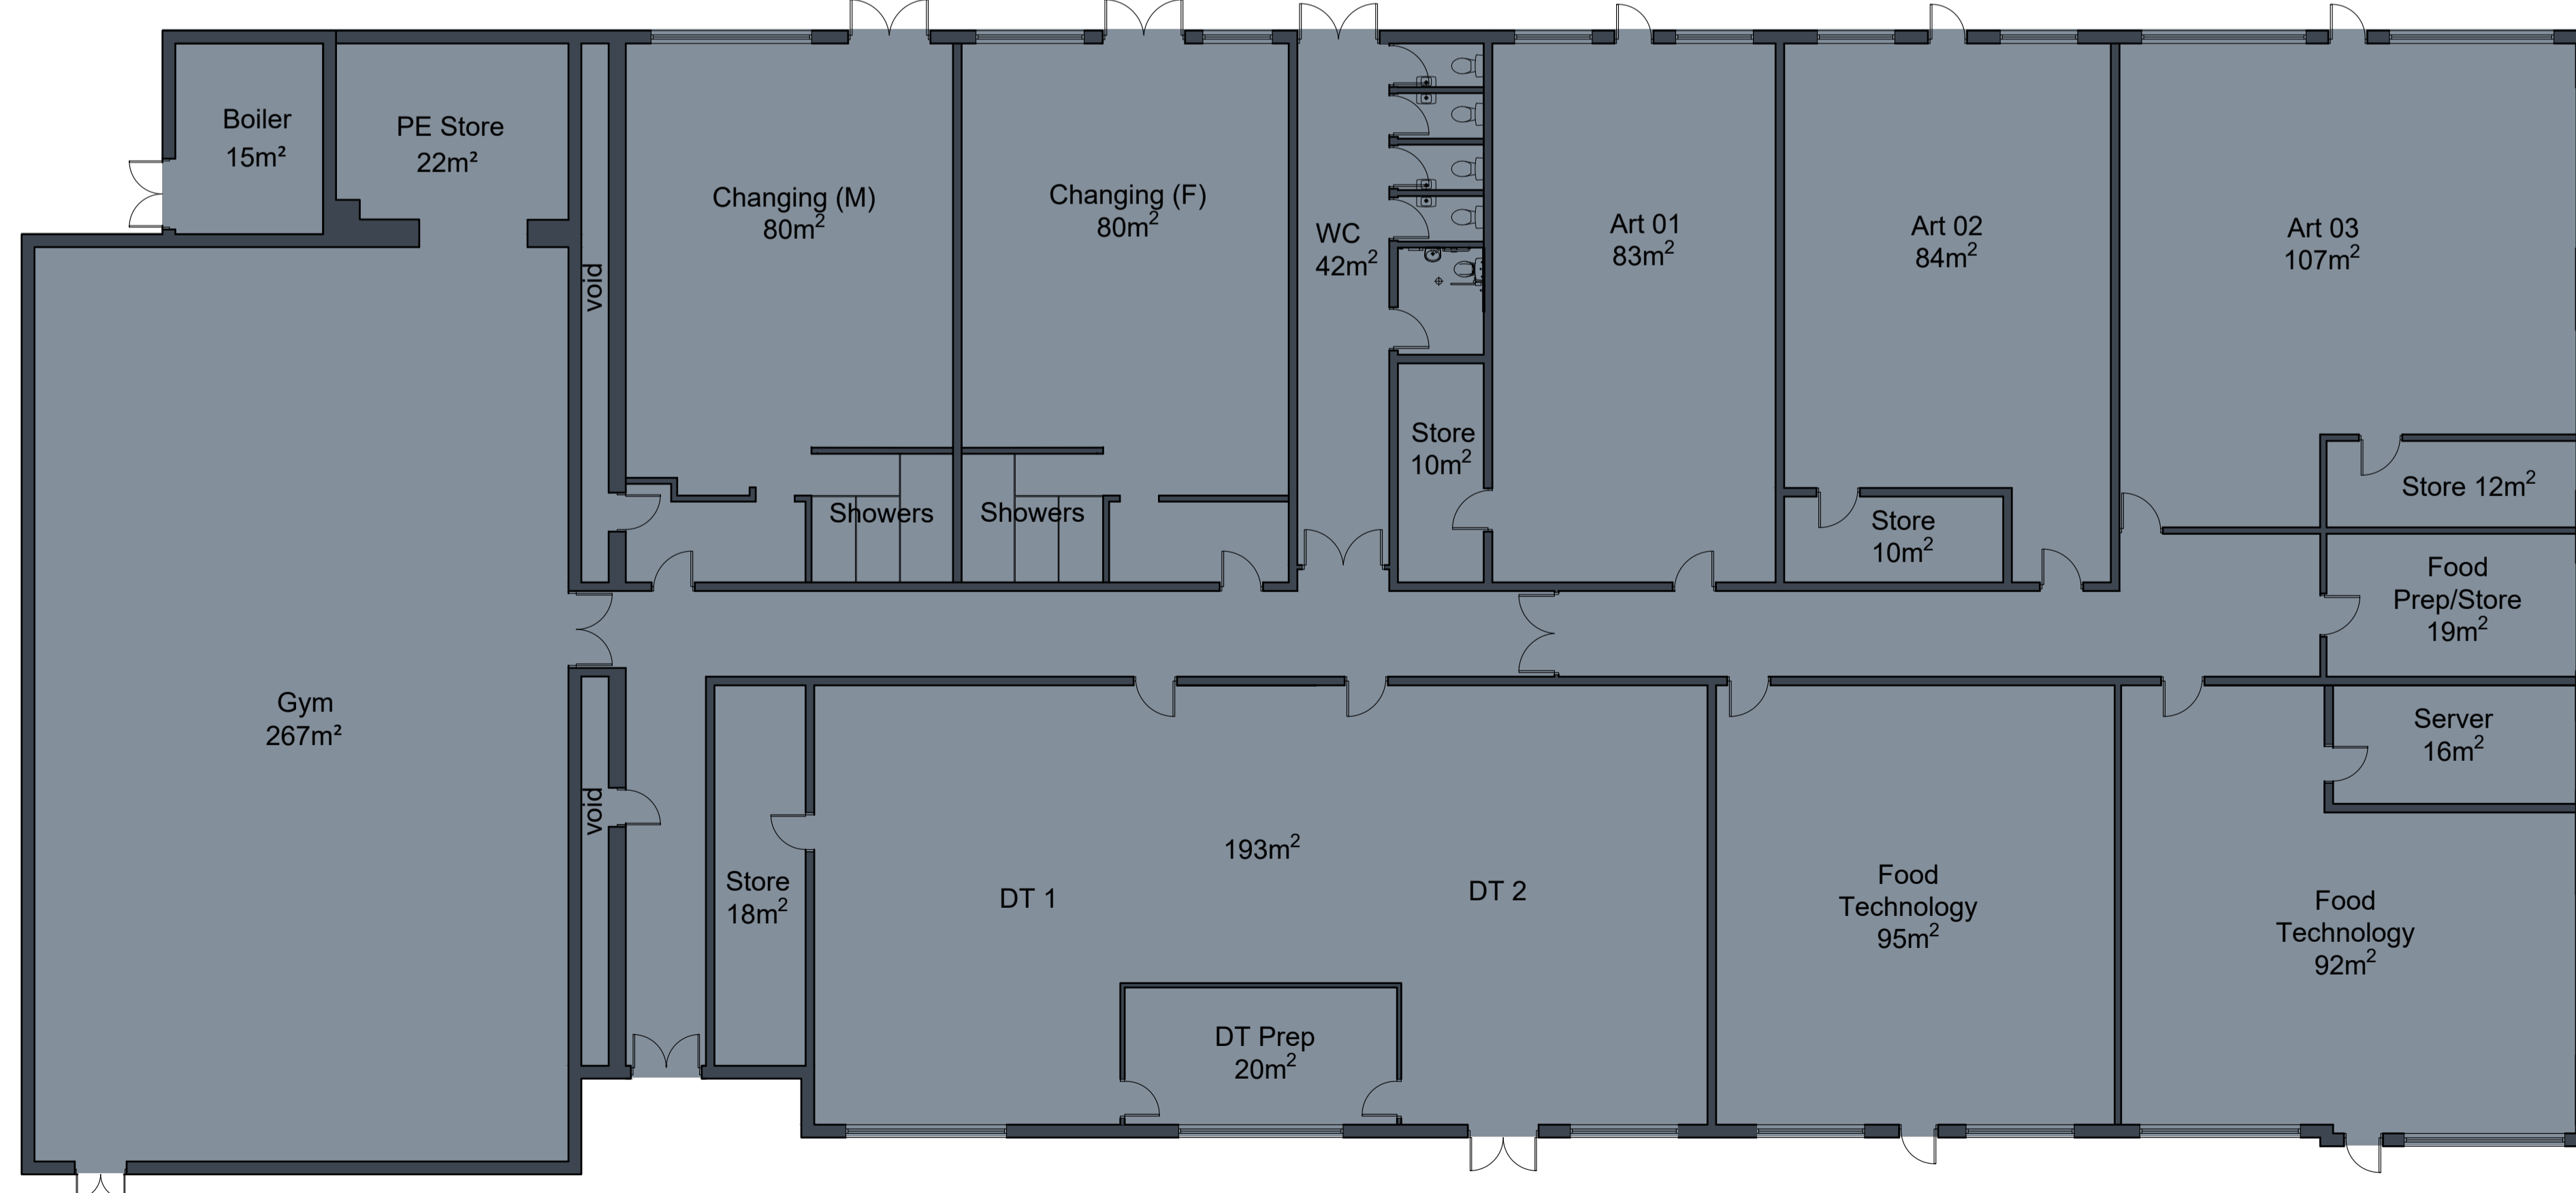 Boiler
15m²
PE Store
22m²
void
Changing (M)
80m²
Changing (F)
80m²
WC
42m²
Art 01
83m²
Art 02
84m²
Art 03
107m²
Store
10m²
Showers
Showers
Store
10m²
Store 12m²
Food
Prep/Store
19m²
Gym
267m²
void
Store
18m²
193m²
DT 1
DT 2
DT Prep
20m²
Food
Technology
95m²
Server
16m²
Food
Technology
92m²